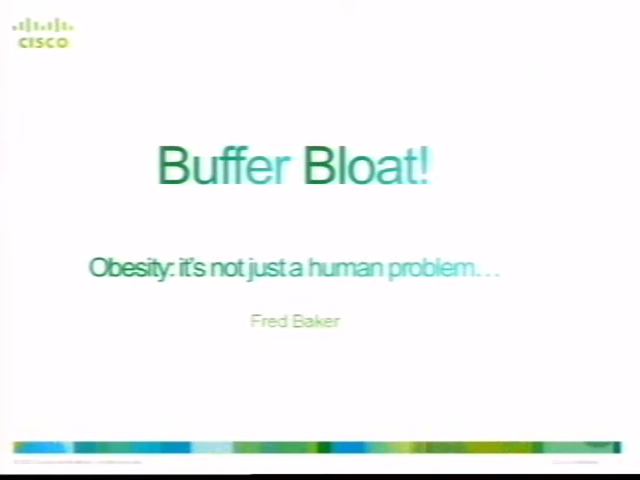 CISCO
Buffer Bloat!
Obesity: it's not just a human problem…
Fred Baker